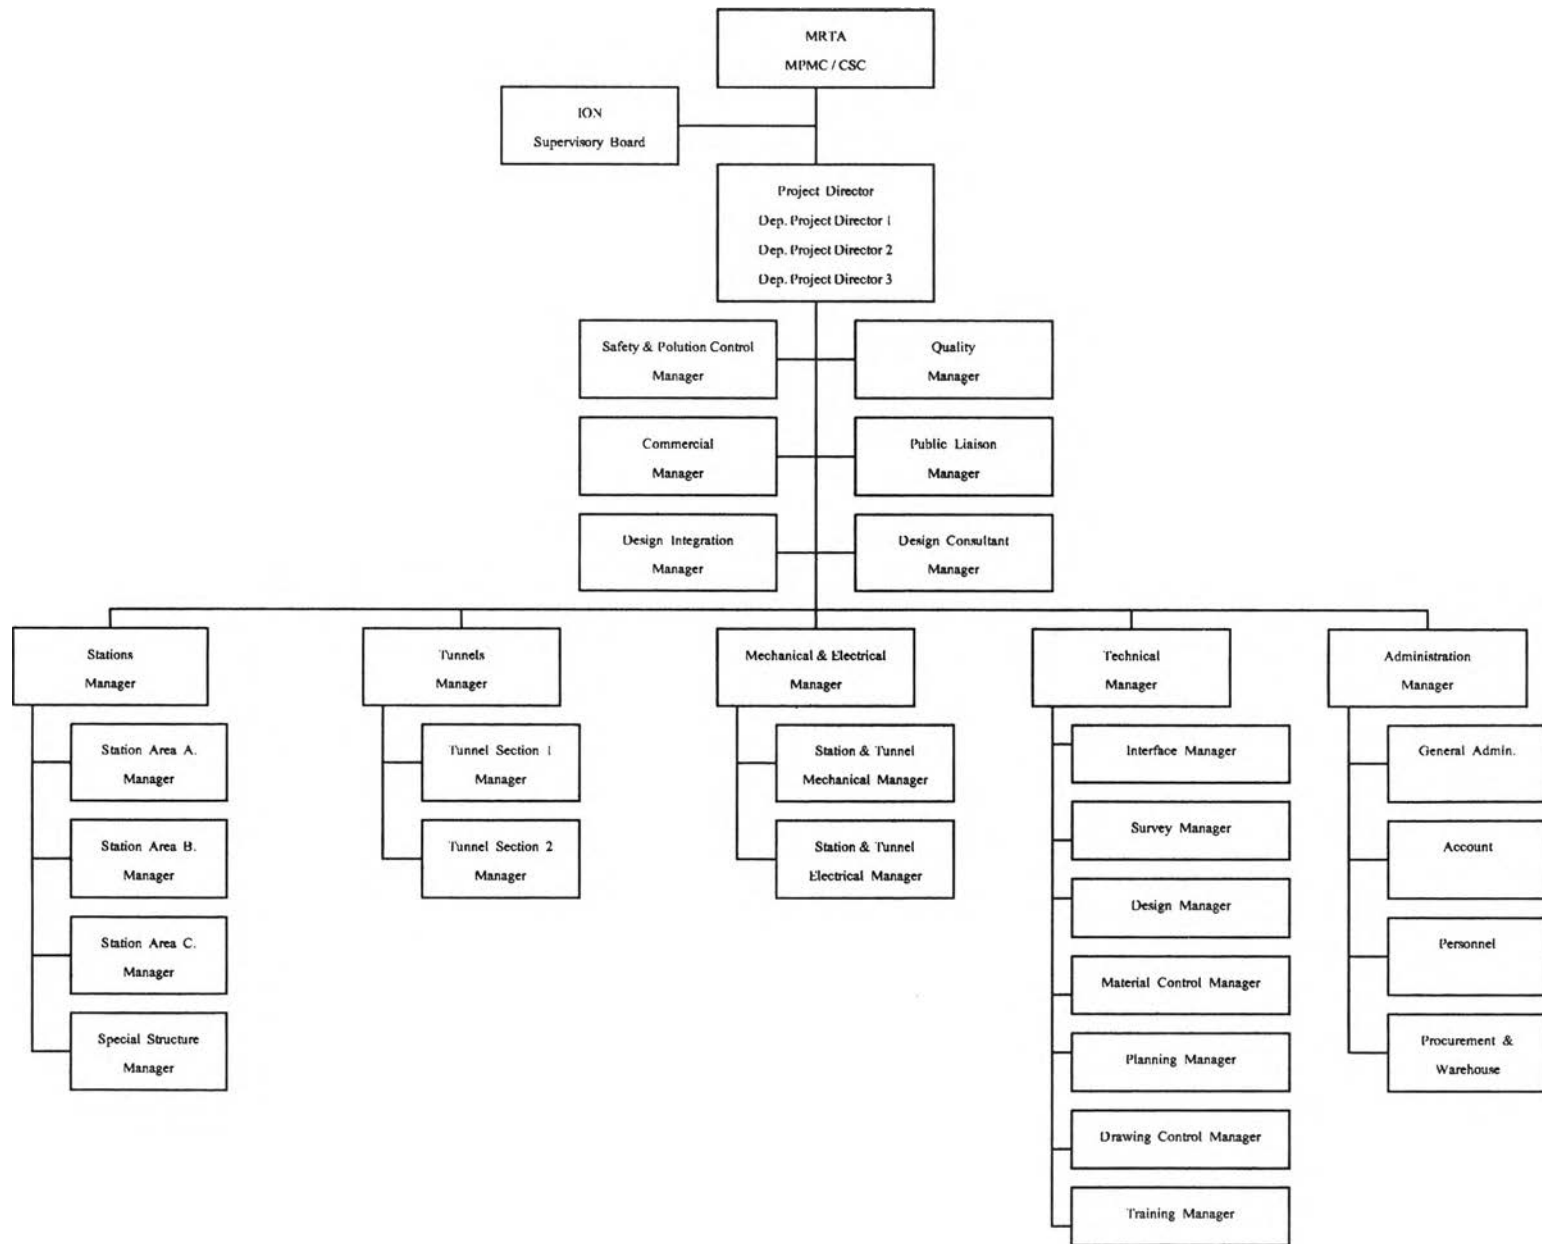 MRTA
MPMC / CSC
ION
Supervisory Board
Project Director
Dep. Project Director 1
Dep. Project Director 2
Dep. Project Director 3
Safety & Polution Control
Manager
Quality
Manager
Commercial
Manager
Public Liaison
Manager
Design Integration
Manager
Design Consultant
Manager
Stations
Manager
Station Area A.
Manager
Station Area B.
Manager
Station Area C.
Manager
Special Structure
Manager
Tunnels
Manager
Tunnel Section 1
Manager
Tunnel Section 2
Manager
Mechanical & Electrical
Manager
Station & Tunnel
Mechanical Manager
Station & Tunnel
Electrical Manager
Technical
Manager
Interface Manager
Survey Manager
Design Manager
Material Control Manager
Planning Manager
Drawing Control Manager
Training Manager
Administration
Manager
General Admin.
Account
Personnel
Procurement &
Warehouse